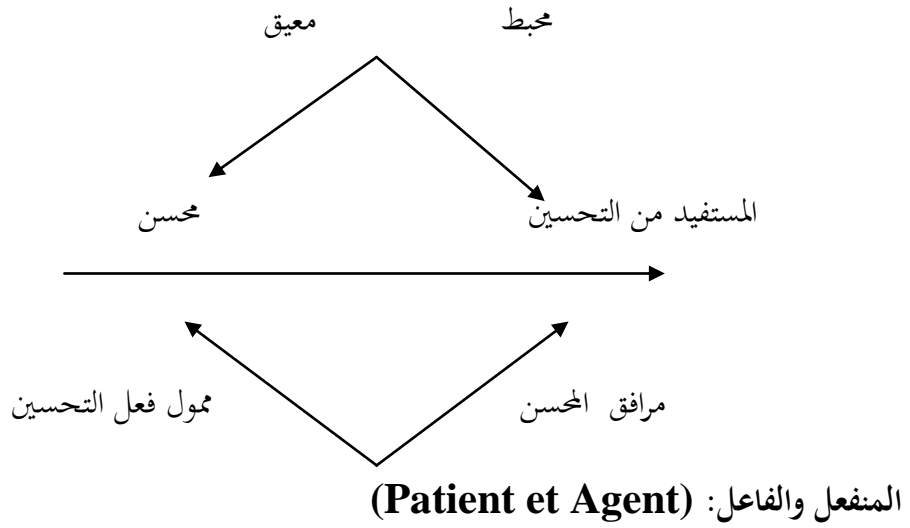 محبط معيق
المستفيد من التحسين محسن
مرافق المحسن ممول فعل التحسين
المنفعل والفاعل: (Patient et Agent)